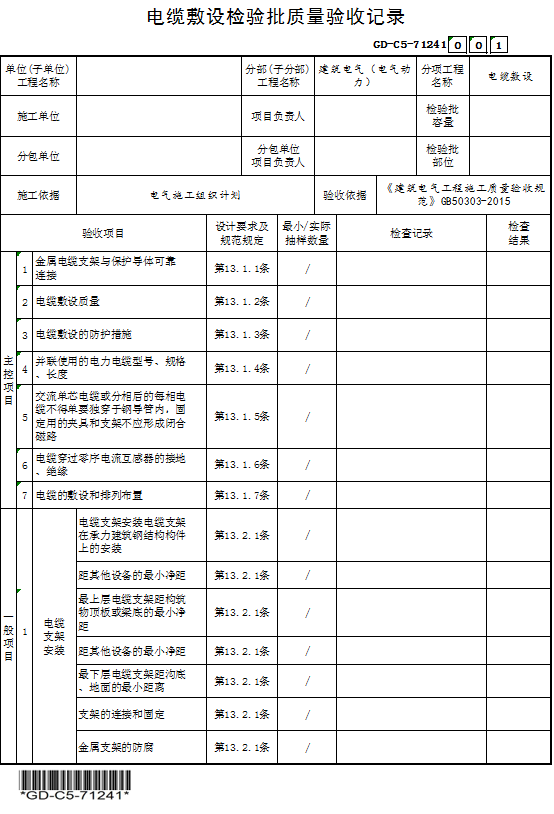 电缆敷设检验批质量验收记录
GD-C5-71241 0 0 1
单位(子单位)
工程名称
分部(子分部)
工程名称
建筑电气（电气动
力）
分项工程
名称
电缆敷设
施工单位
项目负责人
检验批
容量
分包单位
分包单位
项目负责人
检验批
部位
施工依据
电气施工组织计划
验收依据
《建筑电气工程施工质量验收规
范》GB50303-2015
验收项目
设计要求及
规范规定
最小/实际
抽样数量
检查记录
检查
结果
主控项目
1 金属电缆支架与保护导体可靠
连接
第13.1.1条 /
2 电缆敷设质量 第13.1.2条 /
3 电缆敷设的防护措施 第13.1.3条 /
4 并联使用的电力电缆型号、规格
、长度
第13.1.4条 /
5 交流单芯电缆或分相后的每相电
缆不得单要独穿于钢导管内，固
定用的夹具和支架不应形成闭合
磁路
第13.1.5条 /
6 电缆穿过零序电流互感器的接地
、绝缘
第13.1.6条 /
7 电缆的敷设和排列布置 第13.1.7条 /
一般项目
1
电缆
支架
安装
电缆支架安装电缆支架
在承力建筑钢结构构件
上的安装
第13.2.1条 /
距其他设备的最小净距 第13.2.1条 /
最上层电缆支架距构筑
物顶板或梁底的最小净
距
第13.2.1条 /
距其他设备的最小净距 第13.2.1条 /
最下层电缆支架距沟底
、地面的最小距离
第13.2.1条 /
支架的连接和固定 第13.2.1条 /
金属支架的防腐 第13.2.1条 /
*GD-C5-71241*